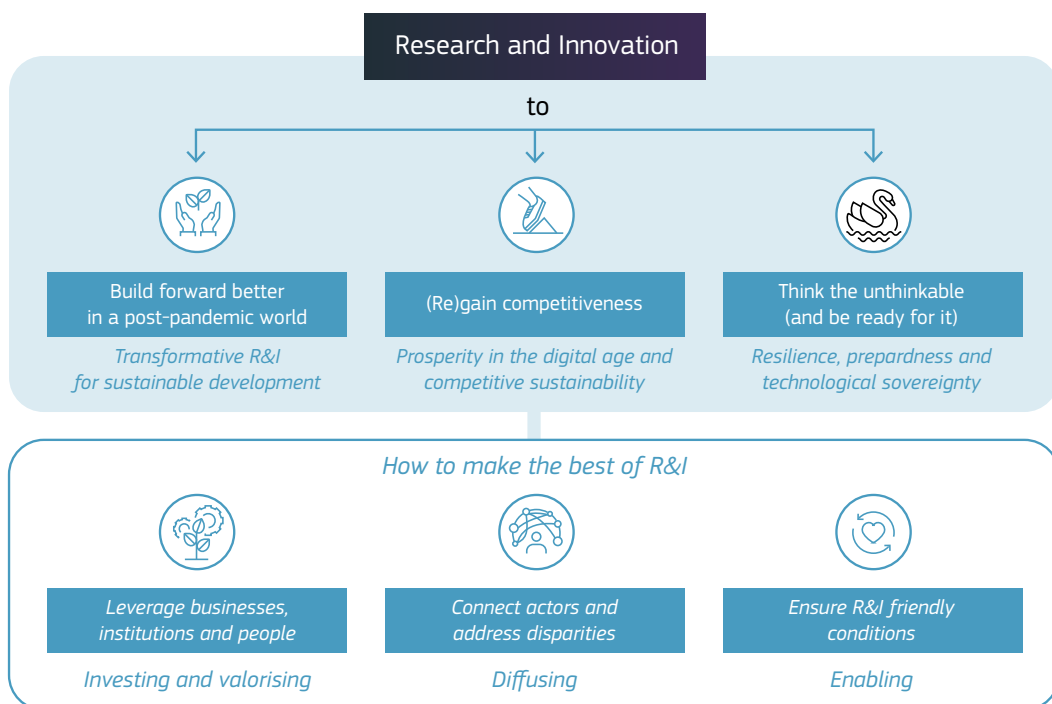 Research and Innovation
to
Build forward better
in a post-pandemic world
Transformative R&I
for sustainable development
(Re)gain competitiveness
Prosperity in the digital age and
competitive sustainability
Think the unthinkable
(and be ready for it)
Resilience, prepardness and
technological sovereignty
How to make the best of R&I
Leverage businesses,
institutions and people
Investing and valorising
Connect actors and
address disparities
Diffusing
Ensure R&I friendly
conditions
Enabling